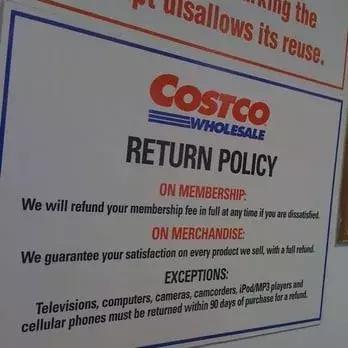 king the
pt disallows its reuse.
COSTCO
WHOLESALE
RETURN POLICY
ON MEMBERSHIP:
We will refund your membership fee in full at any time if you are dissatisfied.
ON MERCHANDISE:
We guarantee your satisfaction on every product we sell, with a full refund.
EXCEPTIONS:
Televisions, computers, cameras, camcorders, iPod/MP3 players and
cellular phones must be returned within 90 days of purchase for a refund.